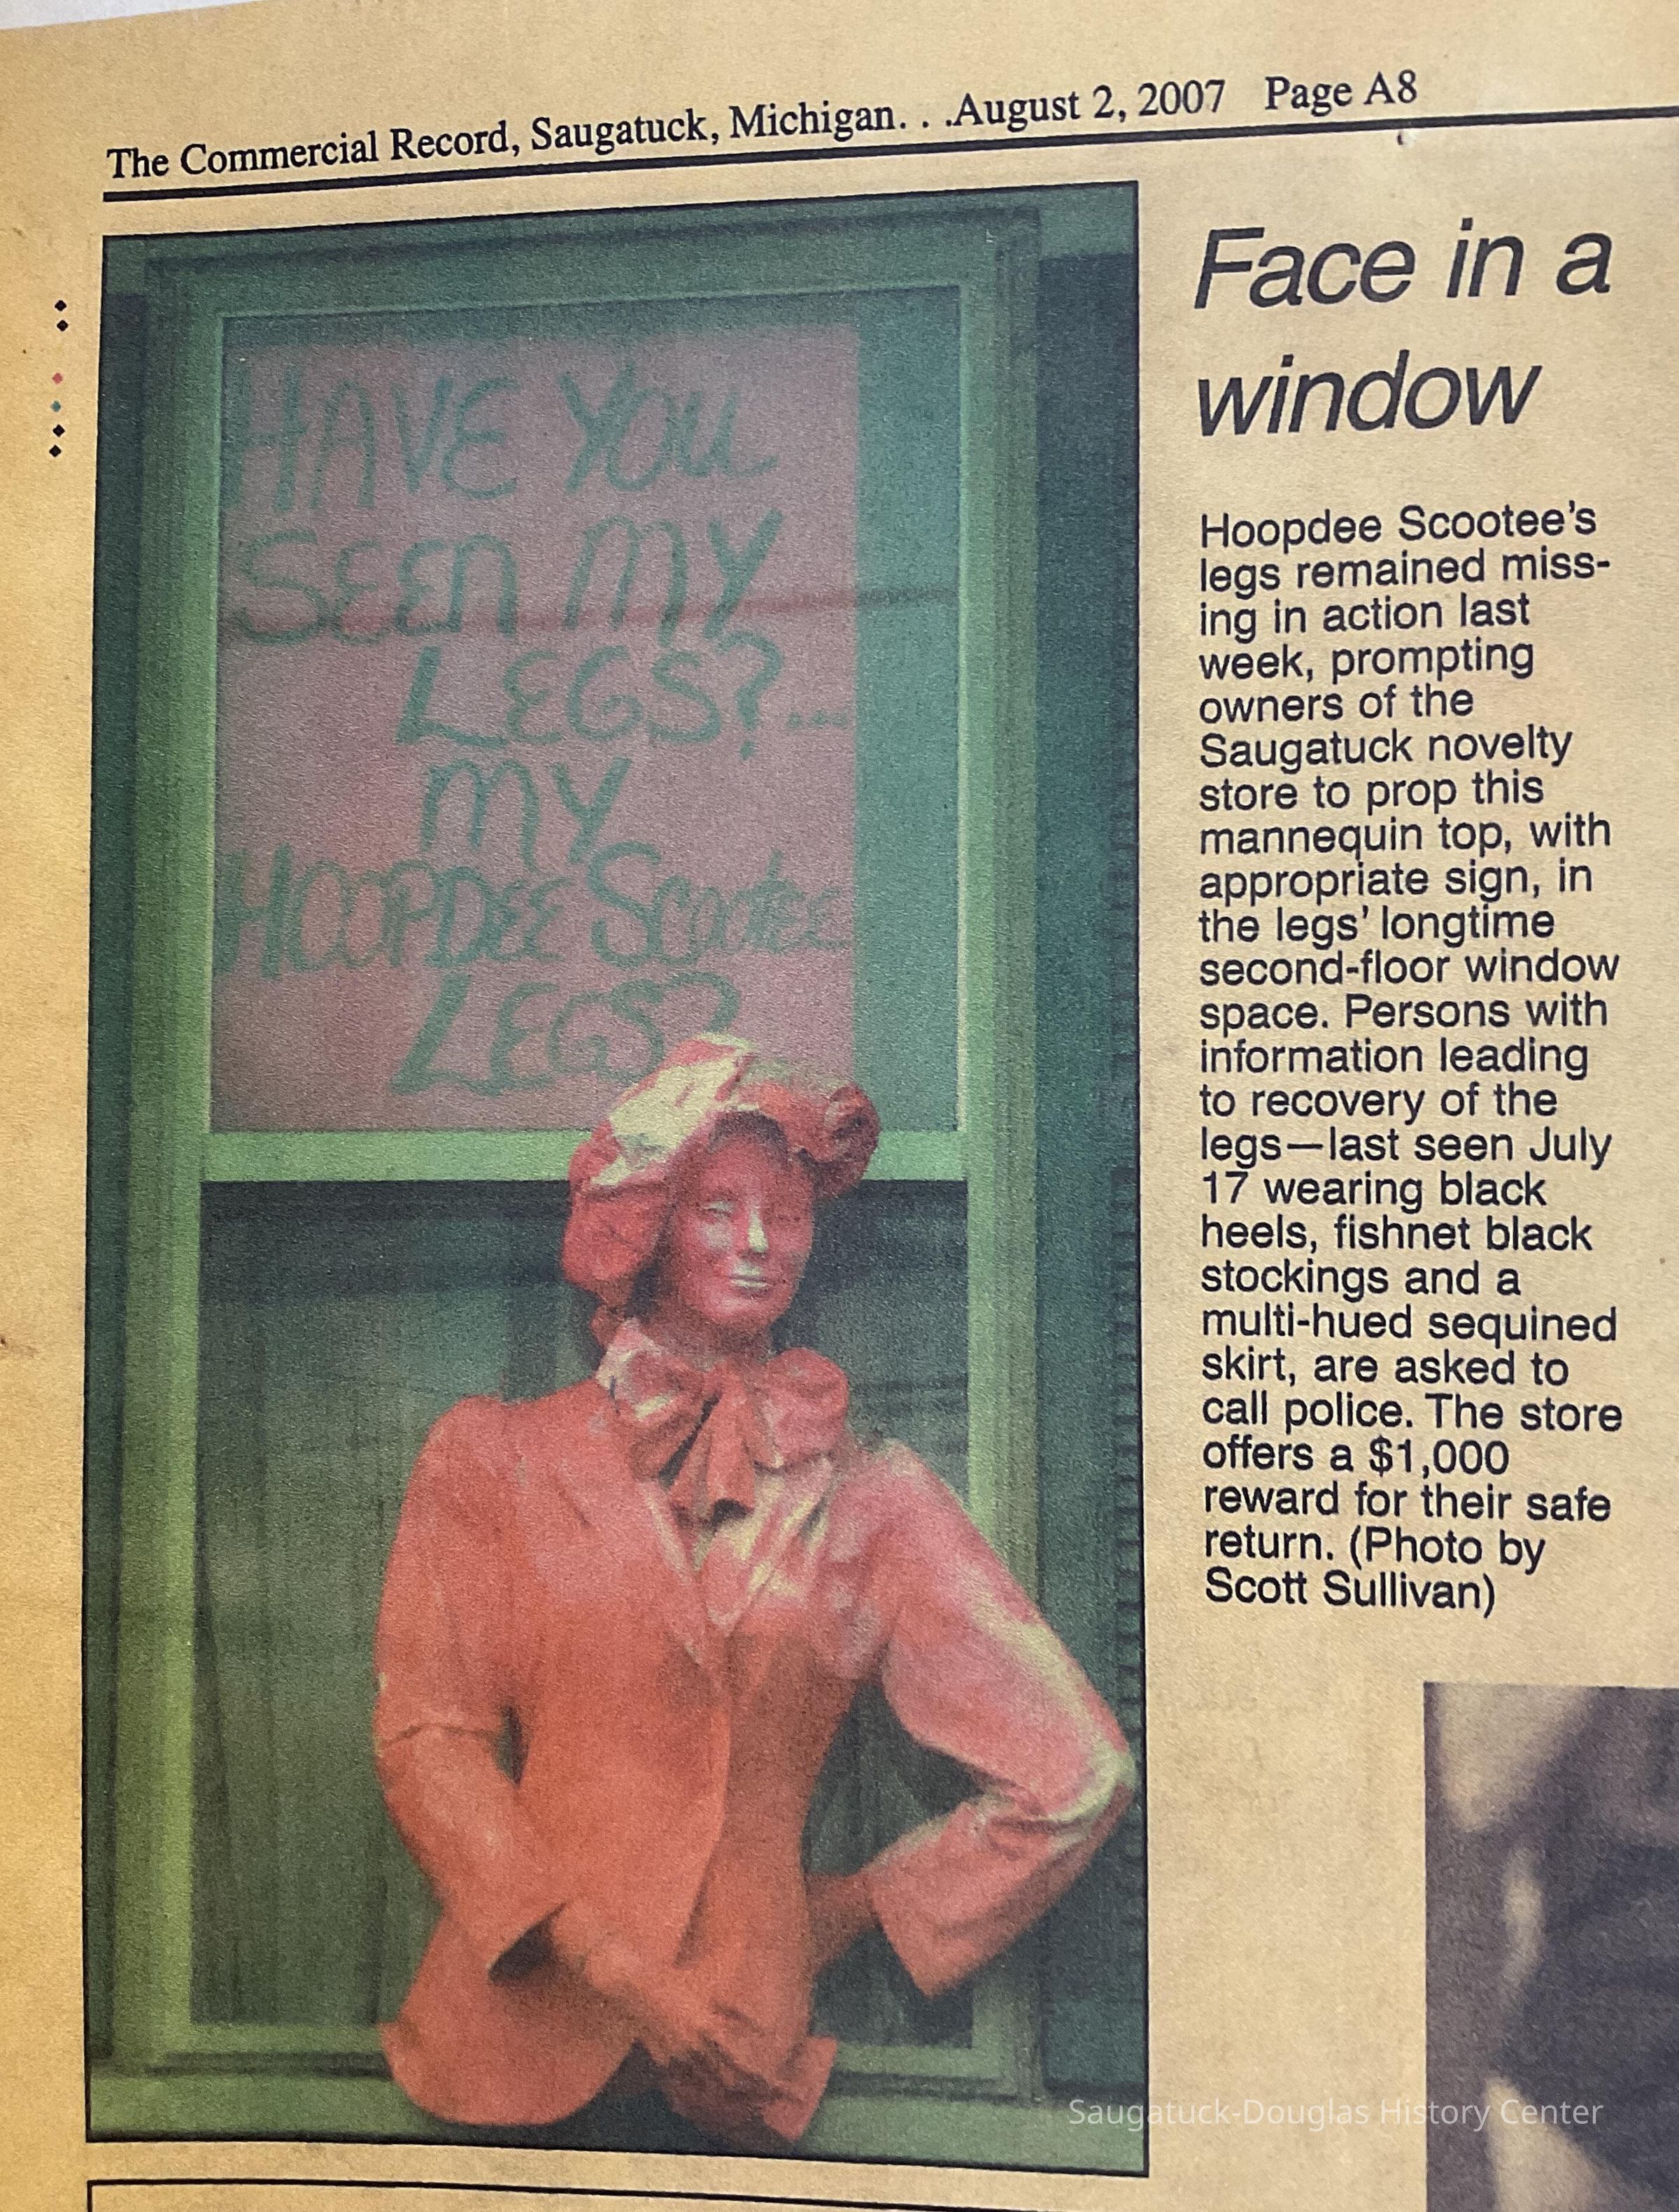 The Commercial Record, Saugatuck, Michigan. . .August 2, 2007 Page A8
HAVE YOU
SEEN MY
LEGS?...
MY
HOOPDEE Scootee
LEGS?
Face in a
window
Hoopdee Scootee's
legs remained miss-
ing in action last
week, prompting
owners of the
Saugatuck novelty
store to prop this
mannequin top, with
appropriate sign, in
the legs' longtime
second-floor window
space. Persons with
information leading
to recovery of the
legs—last seen July
17 wearing black
heels, fishnet black
stockings and a
multi-hued sequined
skirt, are asked to
call police. The store
offers a $1,000
reward for their safe
return. (Photo by
Scott Sullivan)
Saugatuck-Douglas History Center